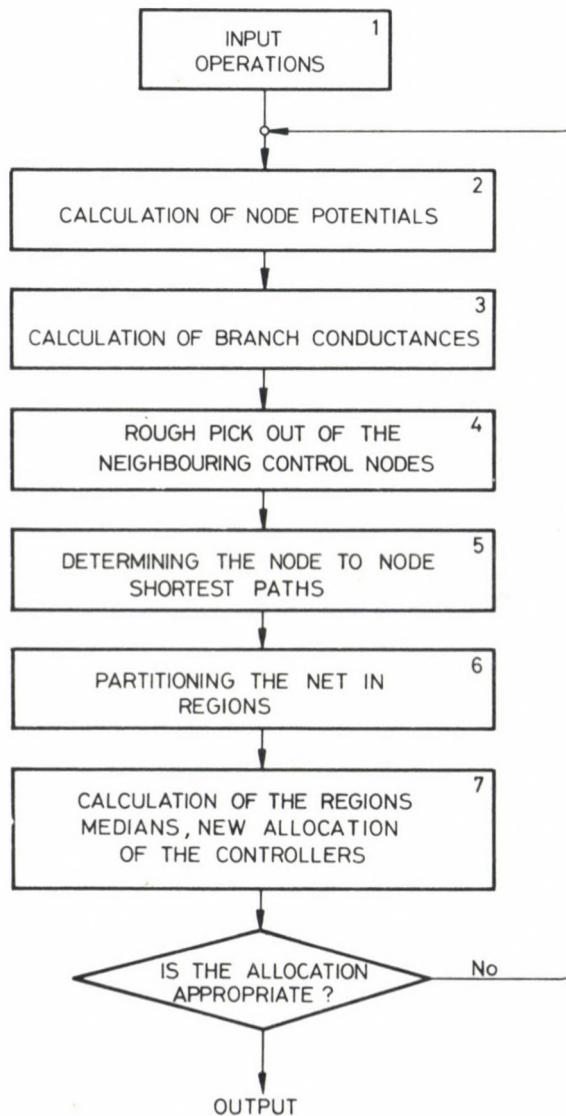 1
INPUT
OPERATIONS
2
CALCULATION OF NODE POTENTIALS
3
CALCULATION OF BRANCH CONDUCTANCES
4
ROUGH PICK OUT OF THE
NEIGHBOURING CONTROL NODES
5
DETERMINING THE NODE TO NODE
SHORTEST PATHS
6
PARTITIONING THE NET IN
REGIONS
7
CALCULATION OF THE REGIONS
MEDIANS, NEW ALLOCATION
OF THE CONTROLLERS
IS THE ALLOCATION
APPROPRIATE ?
No
OUTPUT